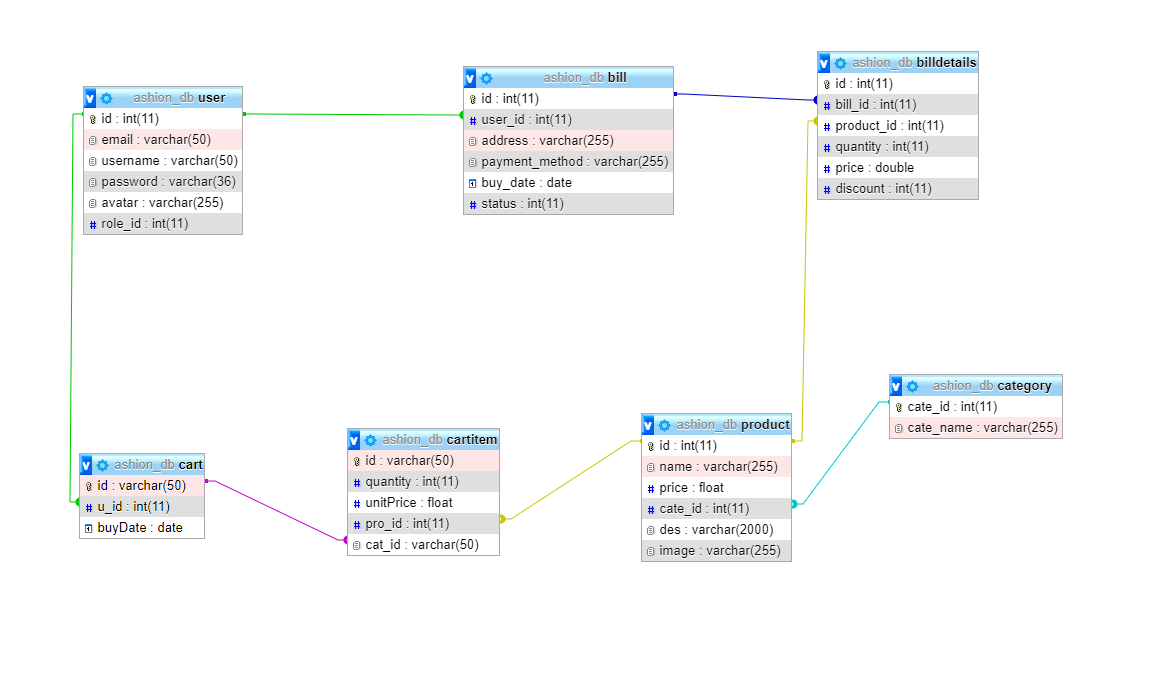 ashion_db user
id : int(11)
email : varchar(50)
username : varchar(50)
password : varchar(36)
avatar : varchar(255)
role_id : int(11)
ashion_db bill
id : int(11)
user_id : int(11)
address : varchar(255)
payment_method : varchar(255)
buy_date : date
status : int(11)
ashion_db billdetails
id : int(11)
bill_id : int(11)
product_id : int(11)
quantity : int(11)
price : double
discount : int(11)
ashion_db cart
id : varchar(50)
u_id : int(11)
buyDate : date
ashion_db cartitem
id : varchar(50)
quantity : int(11)
unitPrice : float
pro_id : int(11)
cat_id : varchar(50)
ashion_db product
id : int(11)
name : varchar(255)
price : float
cate_id : int(11)
des : varchar(2000)
image : varchar(255)
ashion_db category
cate_id : int(11)
cate_name : varchar(255)